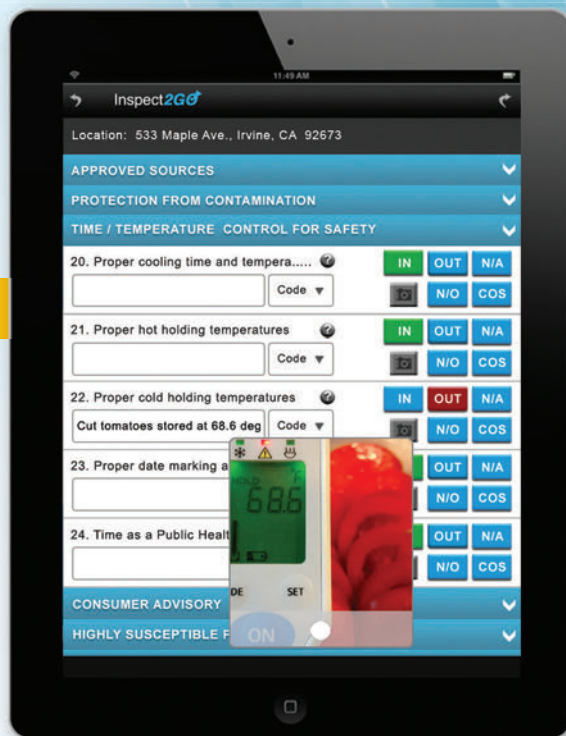 11:49 AM
Inspect2GO
Location: 533 Maple Ave., Irvine, CA 92673
APPROVED SOURCES
PROTECTION FROM CONTAMINATION
TIME / TEMPERATURE CONTROL FOR SAFETY
20. Proper cooling time and tempera..... ? IN OUT N/A
Code N/O COS
21. Proper hot holding temperatures ? IN OUT N/A
Code N/O COS
22. Proper cold holding temperatures ? IN OUT N/A
Cut tomatoes stored at 68.6 deg Code N/O COS
23. Proper date marking a OUT N/A
N/O COS
24. Time as a Public Healt OUT N/A
N/O COS
HOLD °F
68.6
DE SET
ON
CONSUMER ADVISORY
HIGHLY SUSCEPTIBLE